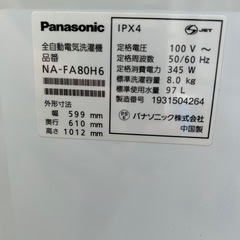 Panasonic
全自動電気洗濯機
品番
NA-FA80H6
外形寸法
幅 599 mm
奥行 610 mm
高さ 1012 mm
IPX4
S JET
定格電圧 100 V ～
定格周波数 50/60 Hz
定格消費電力 345 W
標準洗濯容量 8.0 kg
標準使用水量 97 L
製造番号 1931504264
パナソニック株式会社
中国製